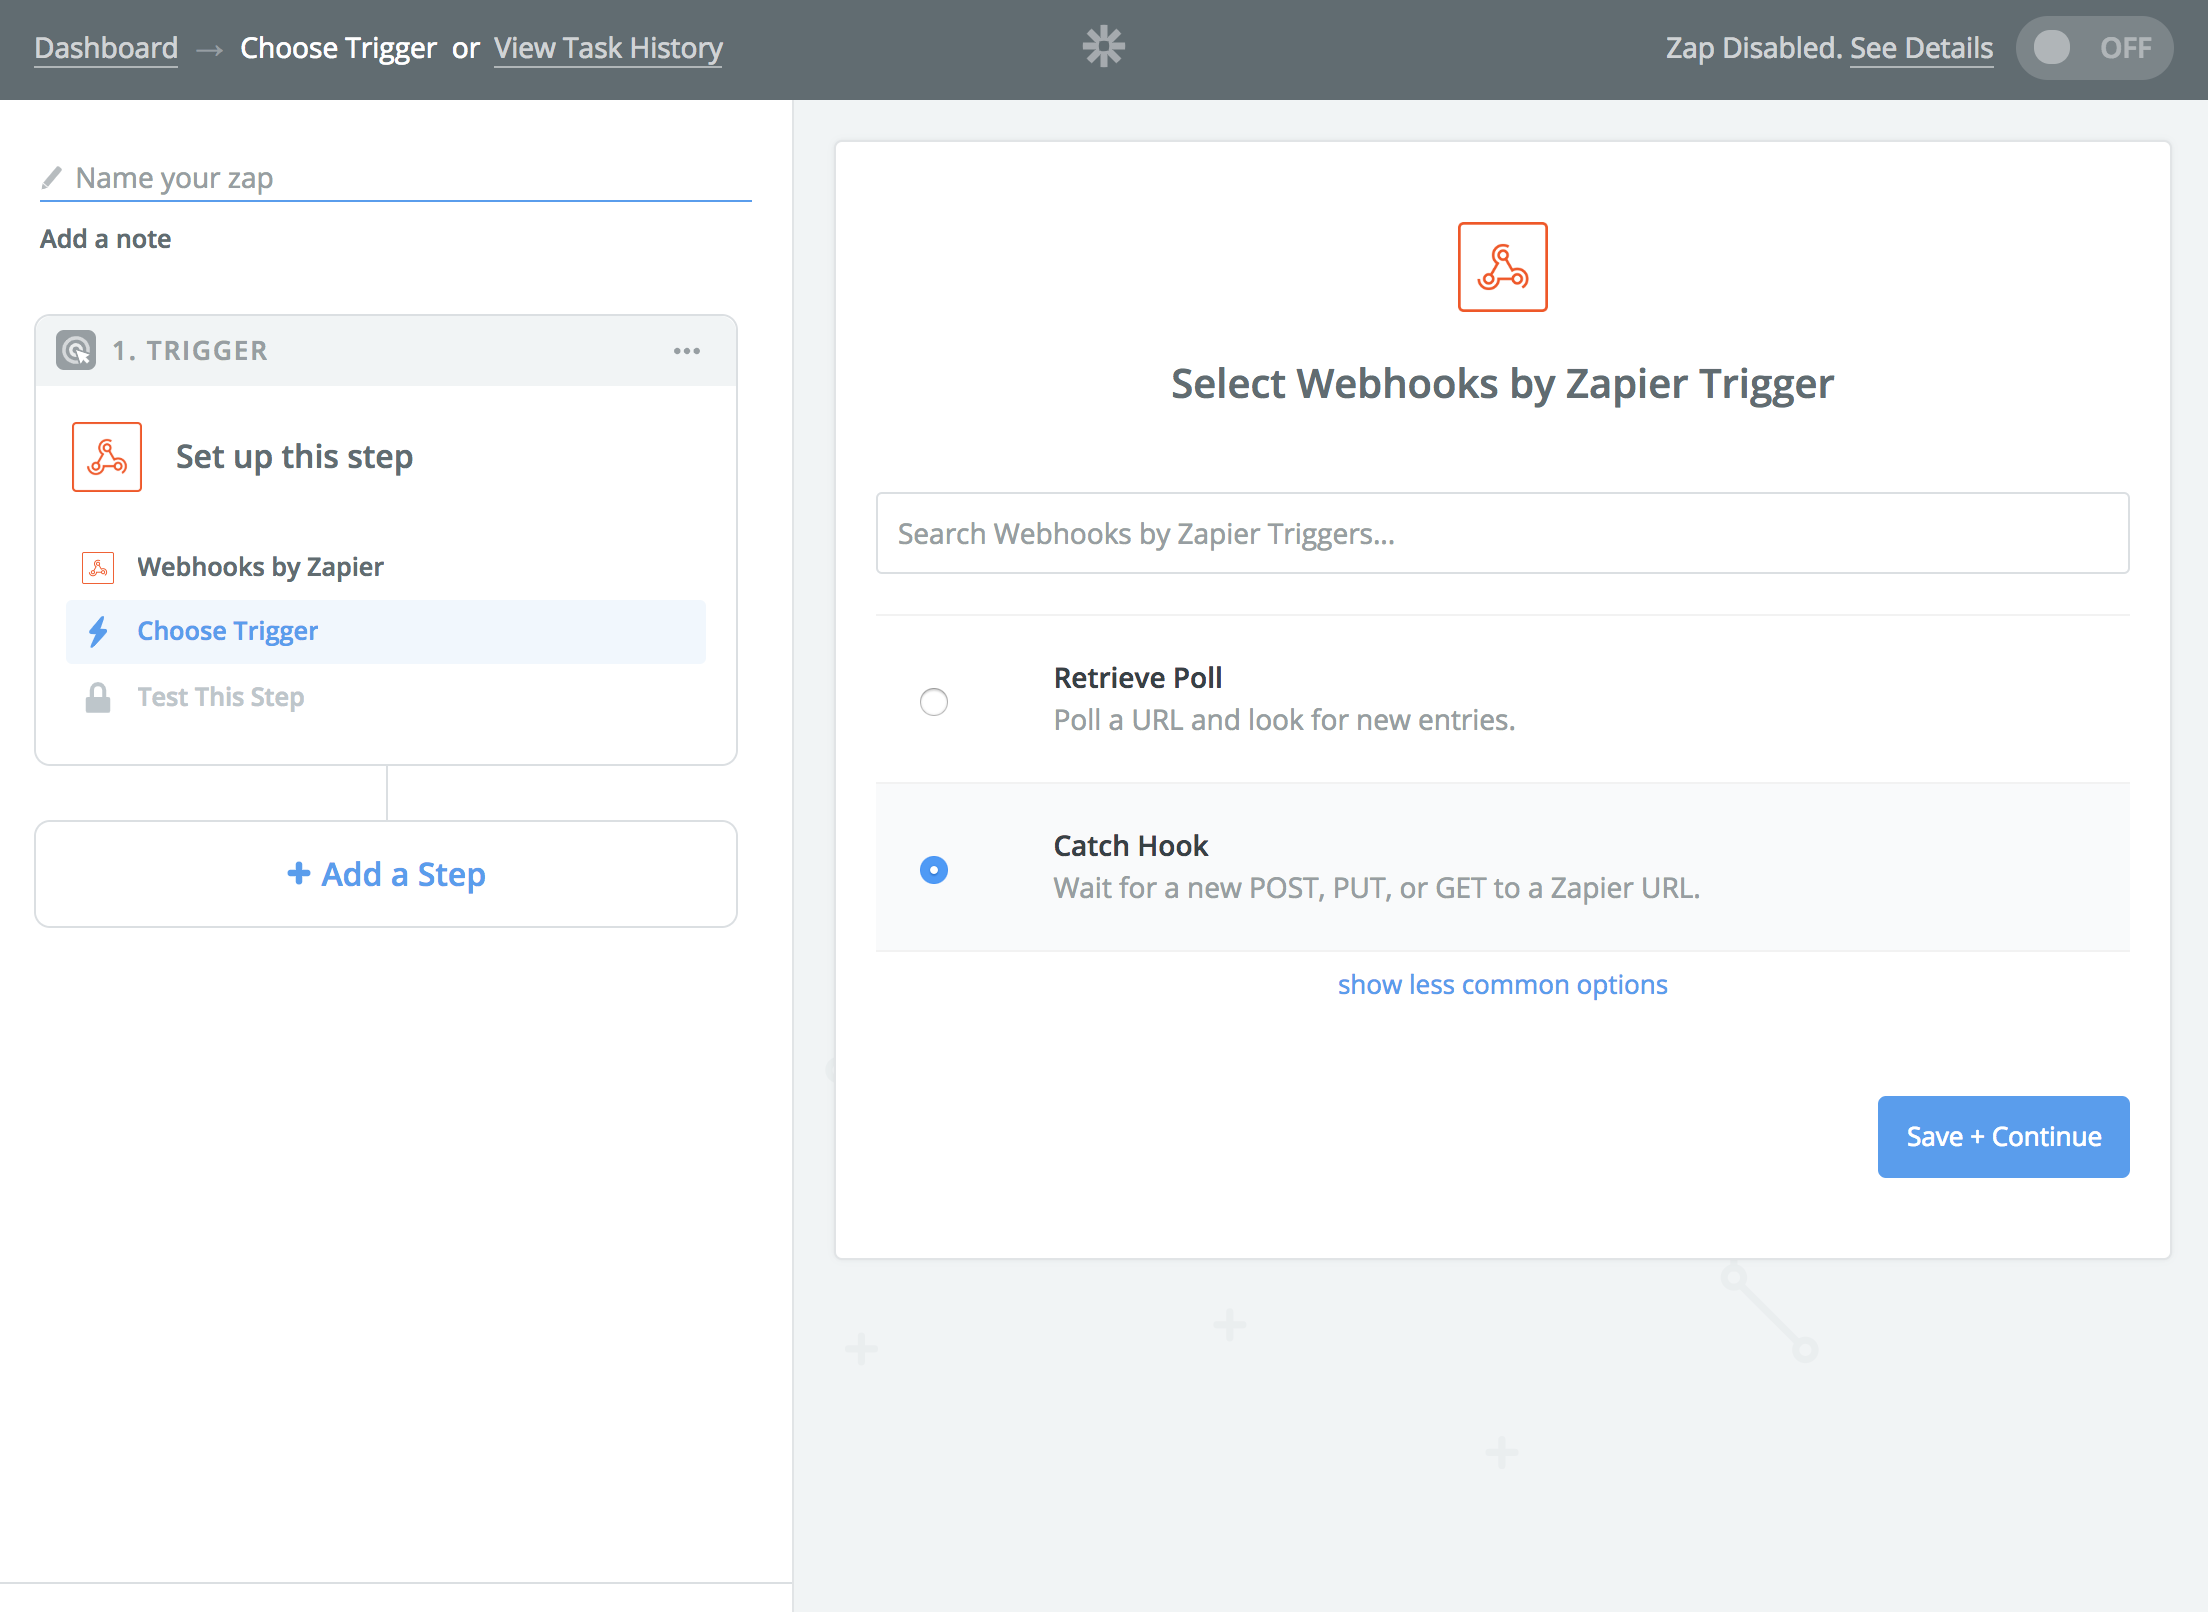 Dashboard → Choose Trigger or View Task History
Zap Disabled. See Details
OFF
Name your zap
Add a note
1. TRIGGER
Set up this step
Webhooks by Zapier
Choose Trigger
Test This Step
+ Add a Step
Select Webhooks by Zapier Trigger
Search Webhooks by Zapier Triggers...
Retrieve Poll
Poll a URL and look for new entries.
Catch Hook
Wait for a new POST, PUT, or GET to a Zapier URL.
show less common options
Save + Continue